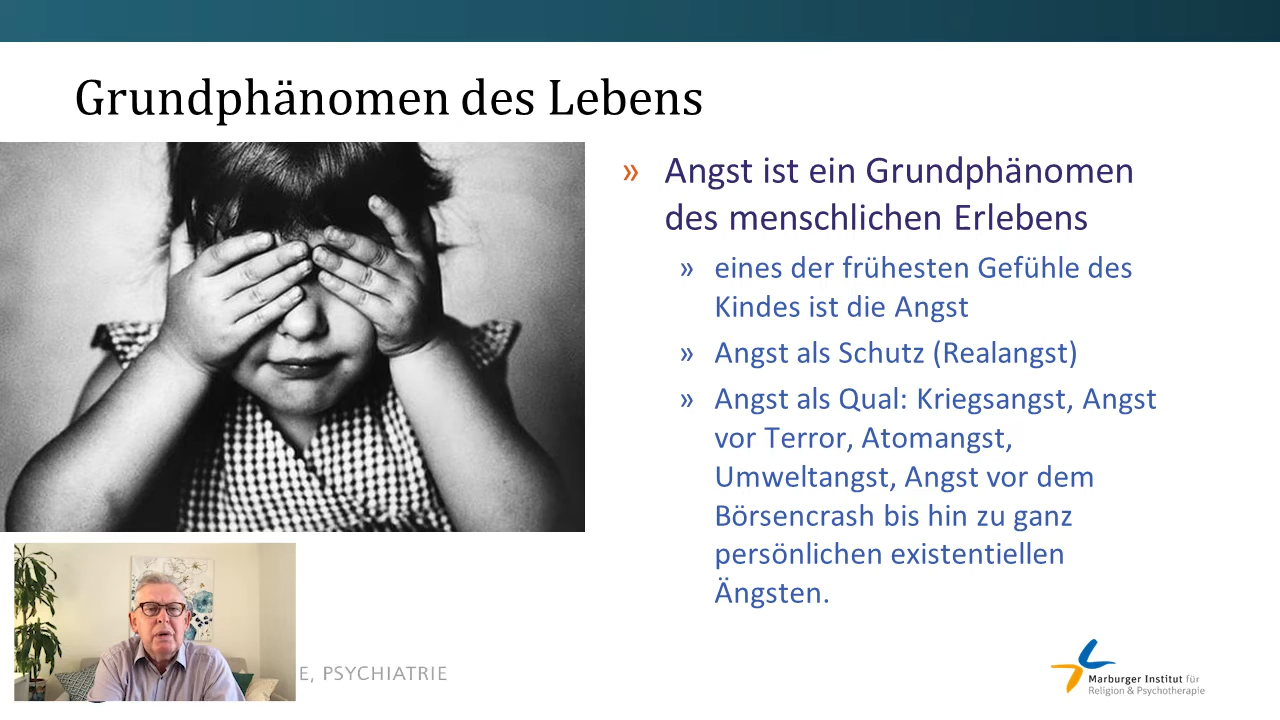 Grundphänomen des Lebens
» Angst ist ein Grundphänomen
des menschlichen Erlebens
» eines der frühesten Gefühle des
Kindes ist die Angst
» Angst als Schutz (Realangst)
» Angst als Qual: Kriegsangst, Angst
vor Terror, Atomangst,
Umweltangst, Angst vor dem
Börsencrash bis hin zu ganz
persönlichen existentiellen
Ängsten.
E, PSYCHIATRIE
Marburger Institut für
Religion & Psychotherapie